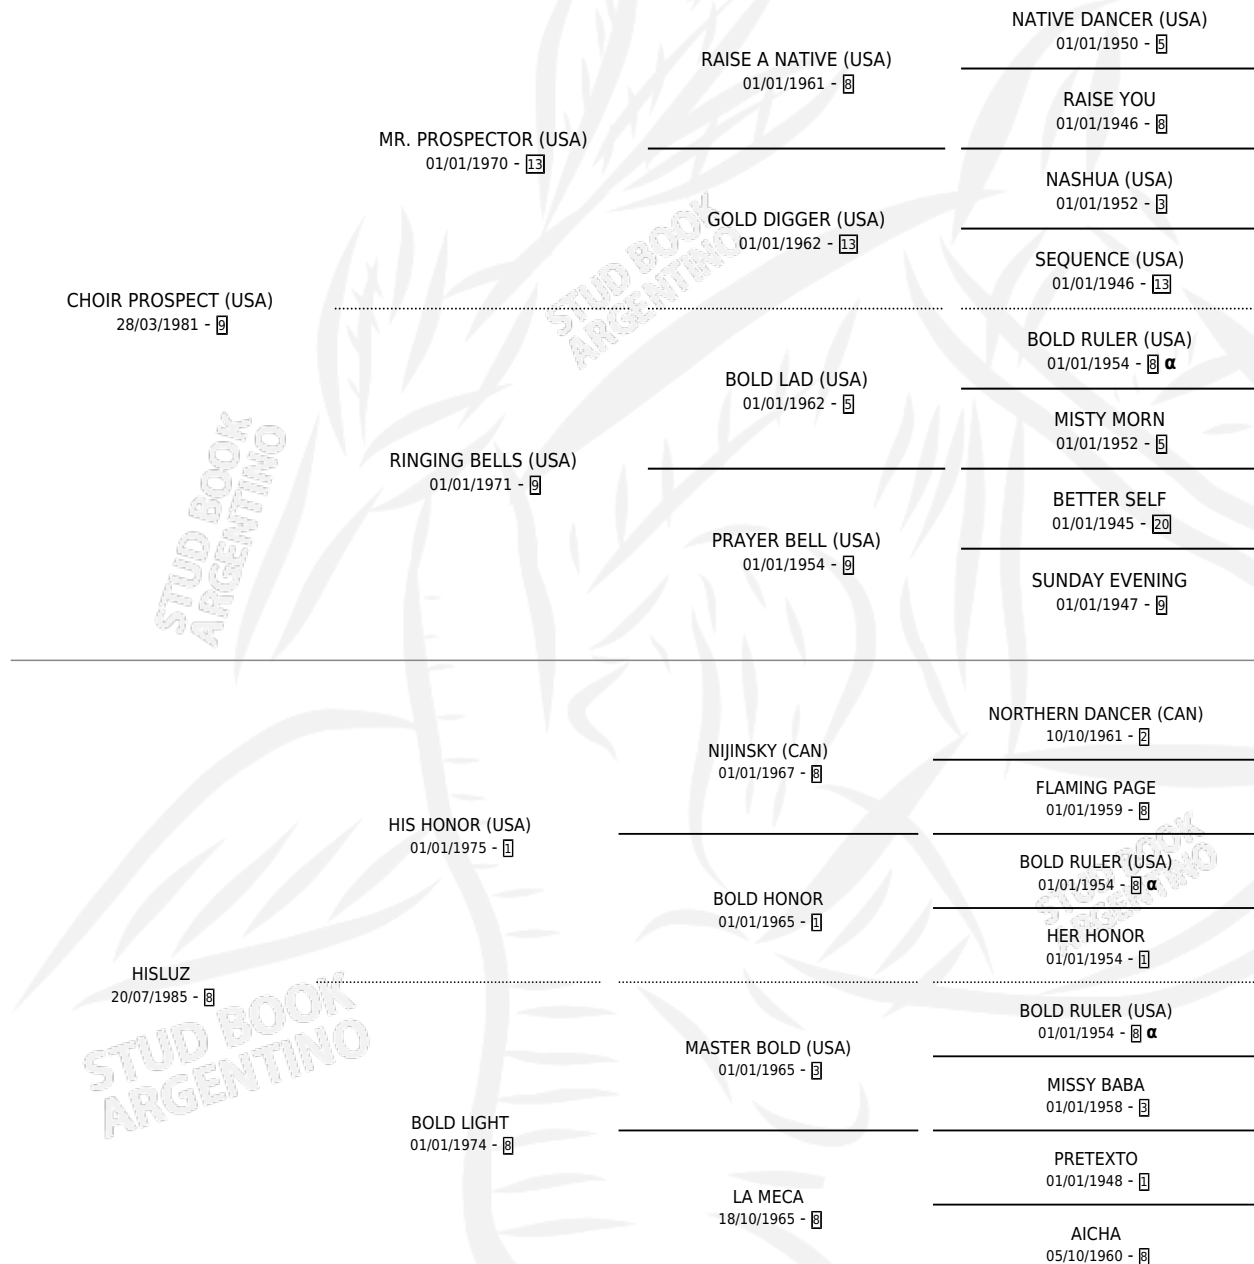 NATIVE DANCER (USA)
01/01/1950 - 5
RAISE A NATIVE (USA)
01/01/1961 - 8
RAISE YOU
01/01/1946 - 8
MR. PROSPECTOR (USA)
01/01/1970 - 13
NASHUA (USA)
01/01/1952 - 3
GOLD DIGGER (USA)
01/01/1962 - 13
SEQUENCE (USA)
01/01/1946 - 13
STUD BOOK
ARGENTINO
CHOIR PROSPECT (USA)
28/03/1981 - 9
BOLD RULER (USA)
01/01/1954 - 8 α
BOLD LAD (USA)
01/01/1962 - 5
MISTY MORN
01/01/1952 - 5
RINGING BELLS (USA)
01/01/1971 - 9
BETTER SELF
01/01/1945 - 20
PRAYER BELL (USA)
01/01/1954 - 9
SUNDAY EVENING
01/01/1947 - 9
STUD BOOK
ARGENTINO
NORTHERN DANCER (CAN)
10/10/1961 - 2
NIJINSKY (CAN)
01/01/1967 - 8
FLAMING PAGE
01/01/1959 - 8
HIS HONOR (USA)
01/01/1975 - 1
BOLD RULER (USA)
01/01/1954 - 8 α
BOLD HONOR
01/01/1965 - 1
HER HONOR
01/01/1954 - 1
STUD BOOK
ARGENTINO
HISLUZ
20/07/1985 - 8
BOLD RULER (USA)
01/01/1954 - 8 α
MASTER BOLD (USA)
01/01/1965 - 3
MISSY BABA
01/01/1958 - 3
STUD BOOK
ARGENTINO
BOLD LIGHT
01/01/1974 - 8
PRETEXTO
01/01/1948 - 1
LA MECA
18/10/1965 - 8
AICHA
05/10/1960 - 8